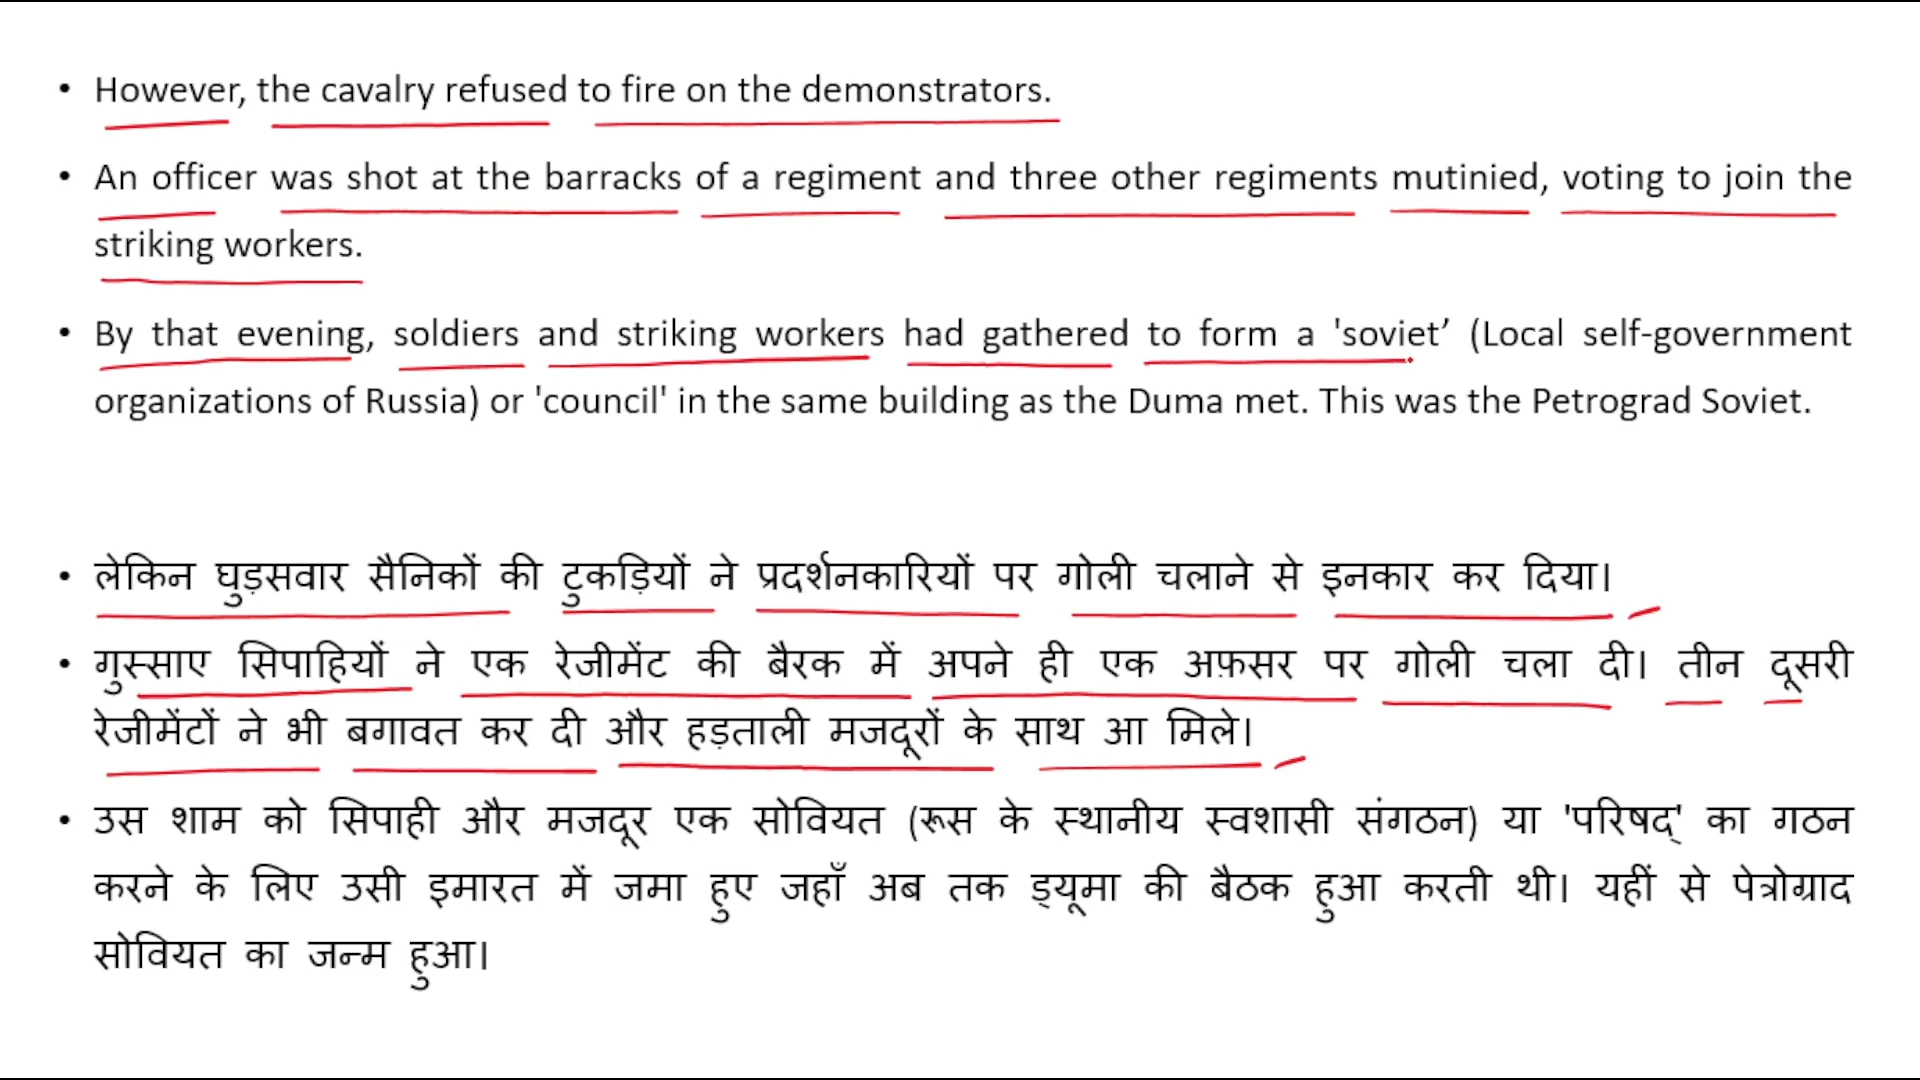 • However, the cavalry refused to fire on the demonstrators.
• An officer was shot at the barracks of a regiment and three other regiments mutinied, voting to join the
striking workers.
• By that evening, soldiers and striking workers had gathered to form a 'soviet’ (Local self-government
organizations of Russia) or 'council' in the same building as the Duma met. This was the Petrograd Soviet.
• लेकिन घुड़सवार सैनिकों की टुकड़ियों ने प्रदर्शनकारियों पर गोली चलाने से इनकार कर दिया।
• गुस्साए सिपाहियों ने एक रेजीमेंट की बैरक में अपने ही एक अफ़सर पर गोली चला दी। तीन दूसरी
रेजीमेंटों ने भी बगावत कर दी और हड़ताली मजदूरों के साथ आ मिले।
• उस शाम को सिपाही और मजदूर एक सोवियत (रूस के स्थानीय स्वशासी संगठन) या 'परिषद्' का गठन
करने के लिए उसी इमारत में जमा हुए जहाँ अब तक ड्यूमा की बैठक हुआ करती थी। यहीं से पेत्रोग्राद
सोवियत का जन्म हुआ।